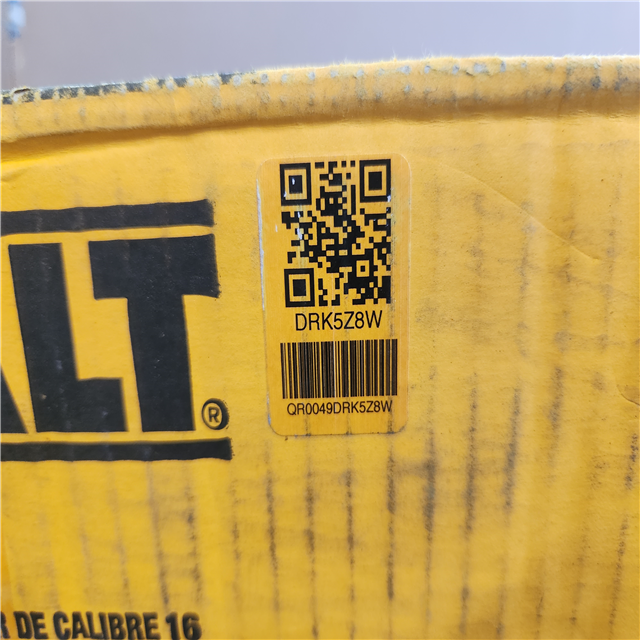 ALT®
DRK5Z8W
QR0049DRK5Z8W
R DE CALIBRE 16